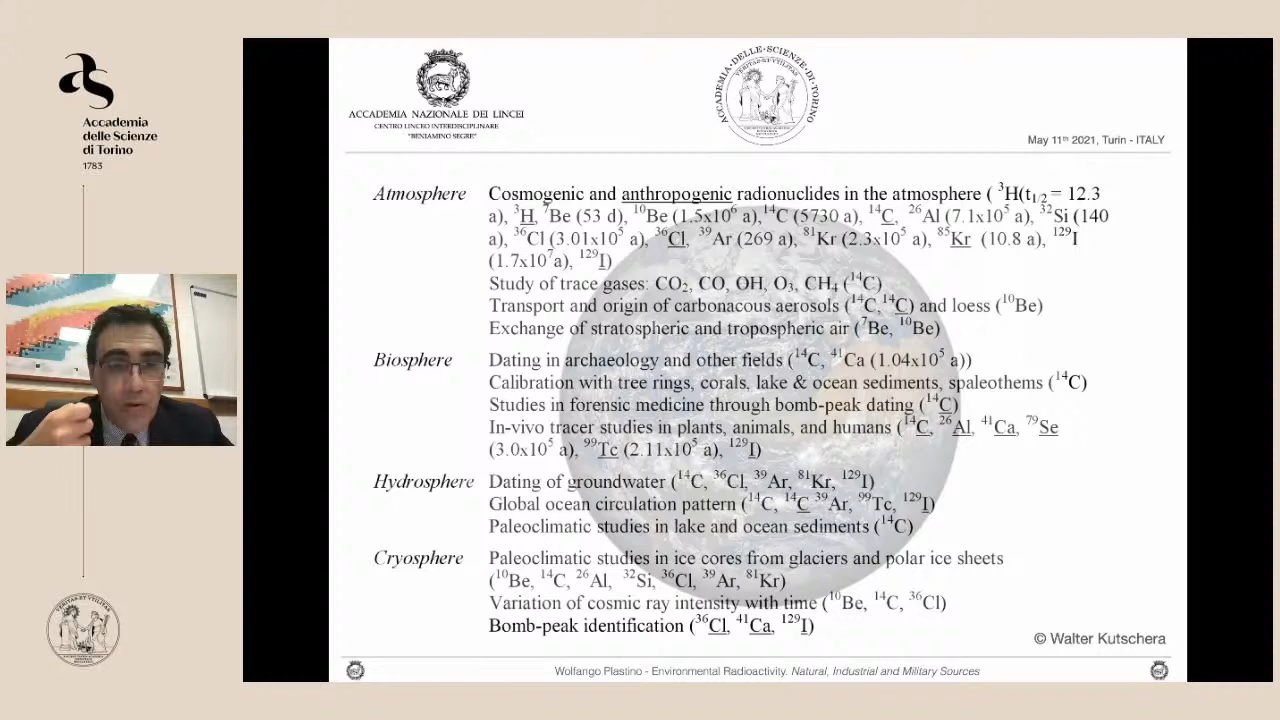 Accademia
delle Scienze
di Torino
1783
ACCADEMIA NAZIONALE DEI LINCEI
CENTRO LINCEO INTERDISCIPLINARE
"BENIAMINO SEGRE"
ACCADEMIA·DELLE·SCIENZE·DI·TORINO
VERITAS·ET·VTILITAS
May 11th 2021, Turin - ITALY
Atmosphere Cosmogenic and anthropogenic radionuclides in the atmosphere ( ³H(t₁/₂ = 12.3
a), ³H, ⁷Be (53 d), ¹⁰Be (1.5x10⁶ a),¹⁴C (5730 a), ¹⁴C, ²⁶Al (7.1x10⁵ a), ³²Si (140
a), ³⁶Cl (3.01x10⁵ a), ³⁶Cl, ³⁹Ar (269 a), ⁸¹Kr (2.3x10⁵ a), ⁸⁵Kr (10.8 a), ¹²⁹I
(1.7x10⁷a), ¹²⁹I)
Study of trace gases: CO₂, CO, OH, O₃, CH₄ (¹⁴C)
Transport and origin of carbonacous aerosols (¹⁴C,¹⁴C) and loess (¹⁰Be)
Exchange of stratospheric and tropospheric air (⁷Be, ¹⁰Be)
Biosphere Dating in archaeology and other fields (¹⁴C, ⁴¹Ca (1.04x10⁵ a))
Calibration with tree rings, corals, lake & ocean sediments, spaleothems (¹⁴C)
Studies in forensic medicine through bomb-peak dating (¹⁴C)
In-vivo tracer studies in plants, animals, and humans (¹⁴C, ²⁶Al, ⁴¹Ca, ⁷⁹Se
(3.0x10⁵ a), ⁹⁹Tc (2.11x10⁵ a), ¹²⁹I)
Hydrosphere Dating of groundwater (¹⁴C, ³⁶Cl, ³⁹Ar, ⁸¹Kr, ¹²⁹I)
Global ocean circulation pattern (¹⁴C, ¹⁴C ³⁹Ar, ⁹⁹Tc, ¹²⁹I)
Paleoclimatic studies in lake and ocean sediments (¹⁴C)
Cryosphere Paleoclimatic studies in ice cores from glaciers and polar ice sheets
(¹⁰Be, ¹⁴C, ²⁶Al, ³²Si, ³⁶Cl, ³⁹Ar, ⁸¹Kr)
Variation of cosmic ray intensity with time (¹⁰Be, ¹⁴C, ³⁶Cl)
Bomb-peak identification (³⁶Cl, ⁴¹Ca, ¹²⁹I)
© Walter Kutschera
Wolfango Plastino - Environmental Radioactivity. Natural, Industrial and Military Sources